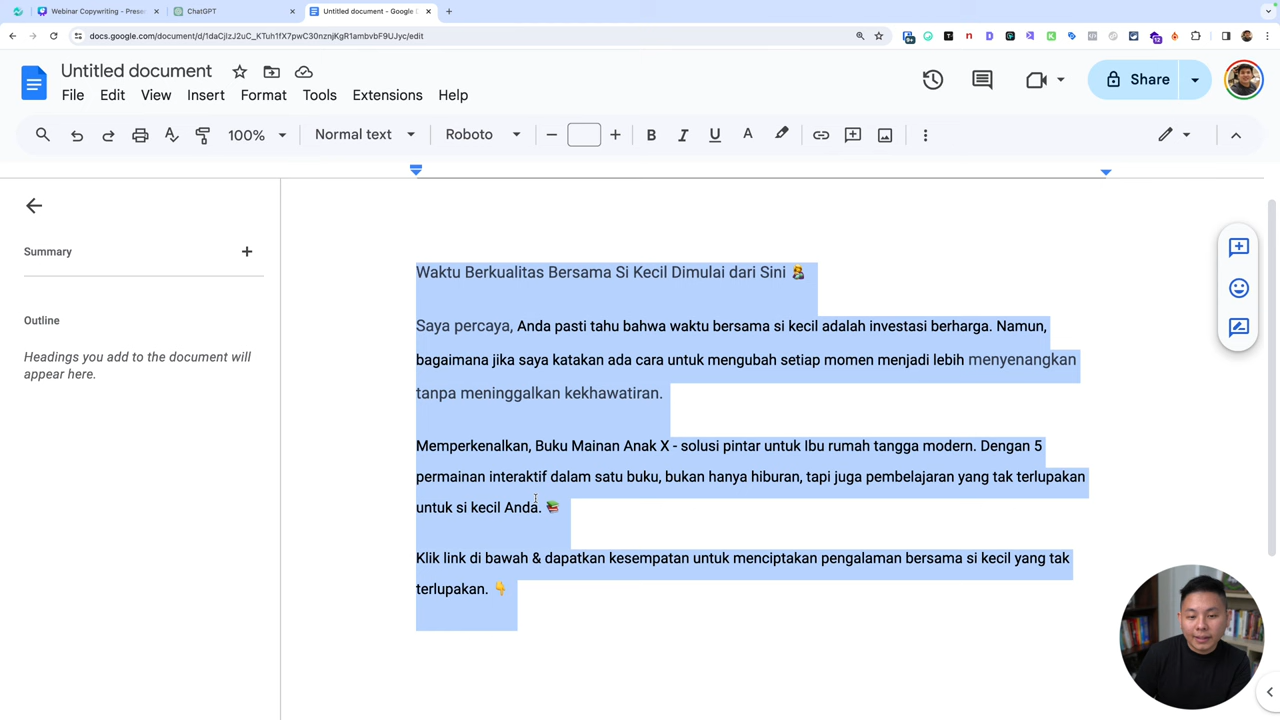 Webinar Copywriting - Prese
ChatGPT
Untitled document - Google D
docs.google.com/document/d/1daCjIzJ2uC_KTuh1fX7pwC30nznjKgR1ambvbF9UJyc/edit
Untitled document
File Edit View Insert Format Tools Extensions Help
Share
100% Normal text Roboto
Summary
Outline
Headings you add to the document will
appear here.
Waktu Berkualitas Bersama Si Kecil Dimulai dari Sini 🤱
Saya percaya, Anda pasti tahu bahwa waktu bersama si kecil adalah investasi berharga. Namun,
bagaimana jika saya katakan ada cara untuk mengubah setiap momen menjadi lebih menyenangkan
tanpa meninggalkan kekhawatiran.
Memperkenalkan, Buku Mainan Anak X - solusi pintar untuk Ibu rumah tangga modern. Dengan 5
permainan interaktif dalam satu buku, bukan hanya hiburan, tapi juga pembelajaran yang tak terlupakan
untuk si kecil Anda. 📚
Klik link di bawah & dapatkan kesempatan untuk menciptakan pengalaman bersama si kecil yang tak
terlupakan. 👇